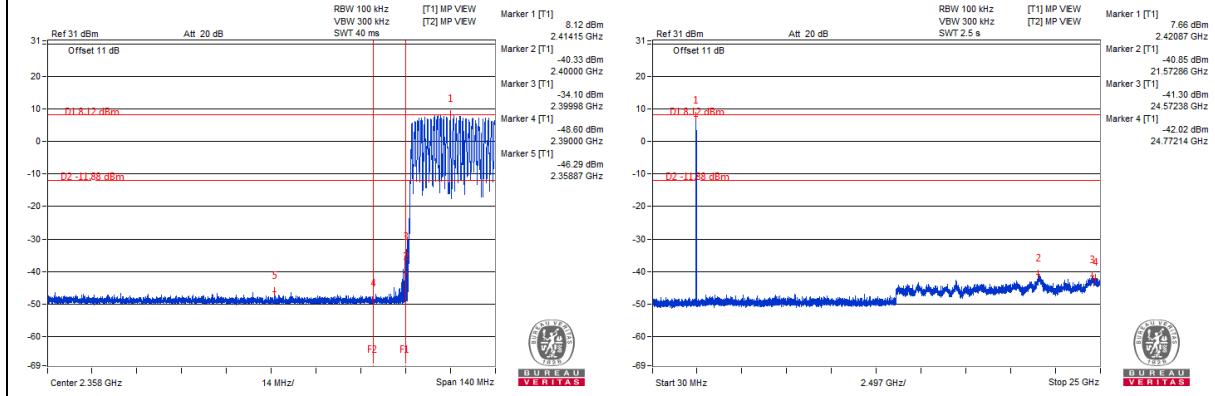 RBW 100 kHz [T1] MP VIEW
VBW 300 kHz [T2] MP VIEW
Ref 31 dBm Att 20 dB SWT 40 ms
Offset 11 dB
31
20
10
0
-10
-20
-30
-40
-50
-60
-69
D1 8.12 dBm
D2 -11.88 dBm
1
3
2
4
5
F2 F1
Center 2.358 GHz 14 MHz/ Span 140 MHz
Marker 1 [T1]
8.12 dBm
2.41415 GHz
Marker 2 [T1]
-40.33 dBm
2.40000 GHz
Marker 3 [T1]
-34.10 dBm
2.39998 GHz
Marker 4 [T1]
-48.60 dBm
2.39000 GHz
Marker 5 [T1]
-46.29 dBm
2.35887 GHz
BUREAU VERITAS
1828
BUREAU
VERITAS
RBW 100 kHz [T1] MP VIEW
VBW 300 kHz [T2] MP VIEW
Ref 31 dBm Att 20 dB SWT 2.5 s
Offset 11 dB
31
20
10
0
-10
-20
-30
-40
-50
-60
-69
D1 8.12 dBm
D2 -11.88 dBm
1
2
3
4
Start 30 MHz 2.497 GHz/ Stop 25 GHz
Marker 1 [T1]
7.66 dBm
2.42087 GHz
Marker 2 [T1]
-40.85 dBm
21.57286 GHz
Marker 3 [T1]
-41.30 dBm
24.57238 GHz
Marker 4 [T1]
-42.02 dBm
24.77214 GHz
BUREAU VERITAS
1828
BUREAU
VERITAS